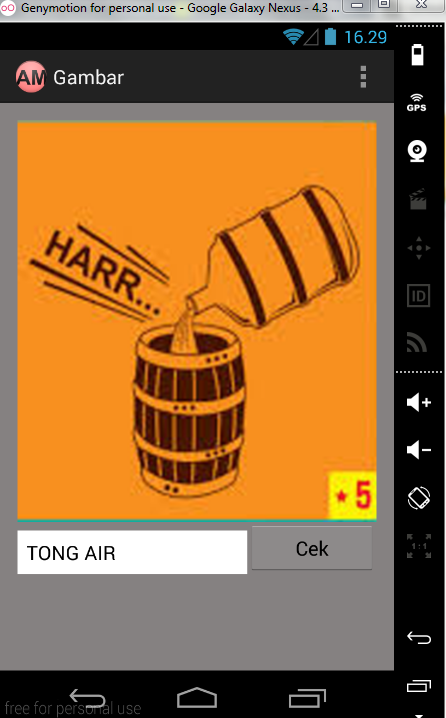 Genymotion for personal use - Google Galaxy Nexus - 4.3 ...
16.29
AM Gambar
GPS
HARR...
ID
★ 5
TONG AIR
Cek
1:1
free for personal use